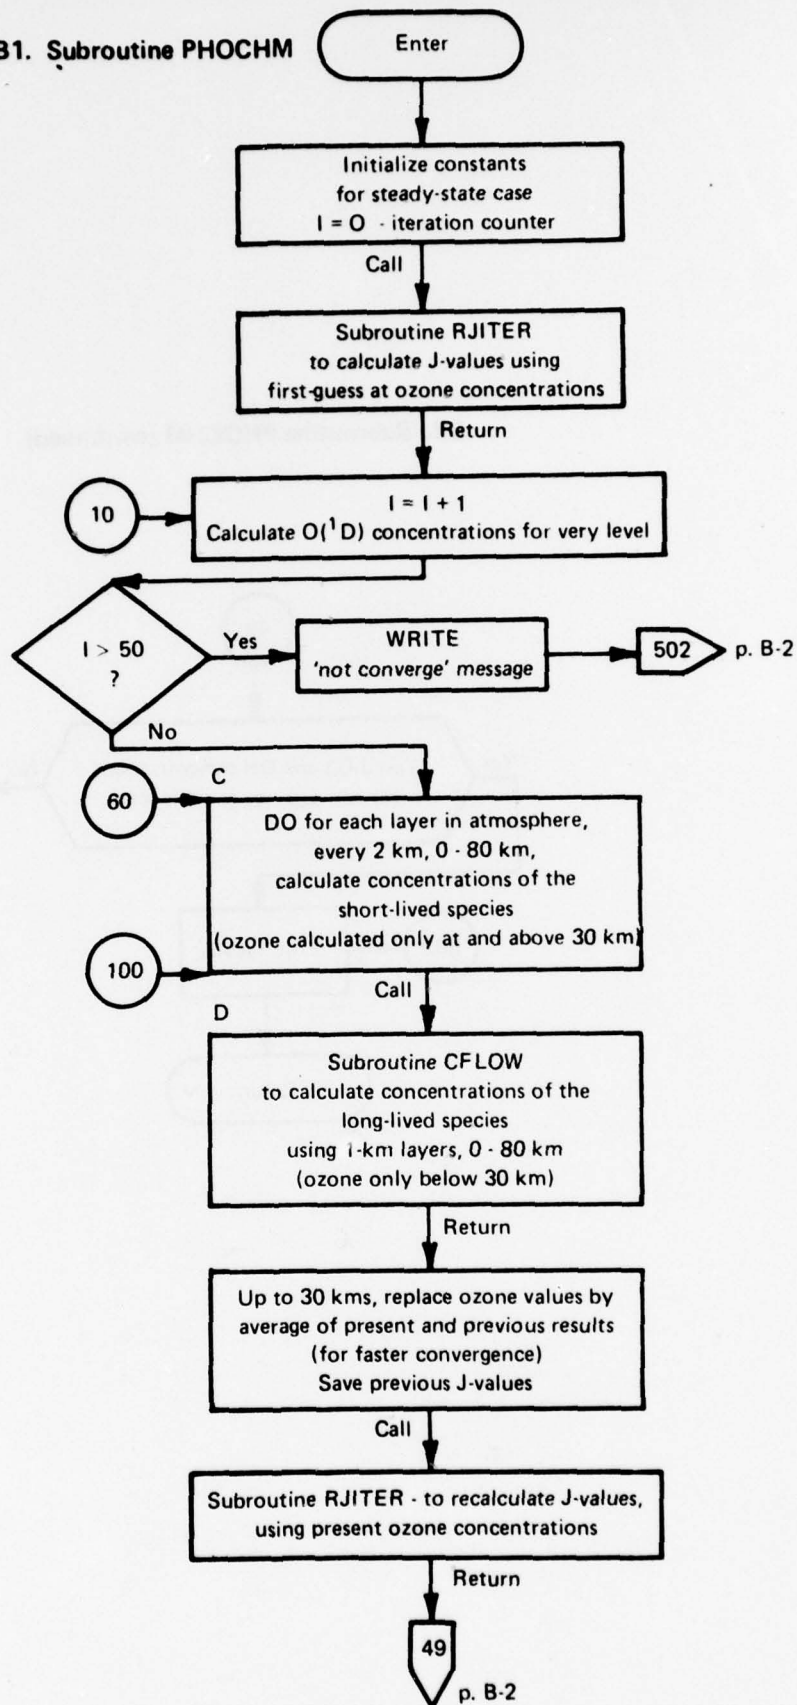 B1. Subroutine PHOCHM
Enter
Initialize constants
for steady-state case
I = O - iteration counter
Call
Subroutine RJITER
to calculate J-values using
first-guess at ozone concentrations
Return
10
I = I + 1
Calculate O(¹D) concentrations for very level
I > 50
?
Yes
WRITE
'not converge' message
502
p. B-2
No
60
C
DO for each layer in atmosphere,
every 2 km, 0 - 80 km,
calculate concentrations of the
short-lived species
(ozone calculated only at and above 30 km)
100
Call
D
Subroutine CFLOW
to calculate concentrations of the
long-lived species
using 1-km layers, 0 - 80 km
(ozone only below 30 km)
Return
Up to 30 kms, replace ozone values by
average of present and previous results
(for faster convergence)
Save previous J-values
Call
Subroutine RJITER - to recalculate J-values,
using present ozone concentrations
Return
49
p. B-2